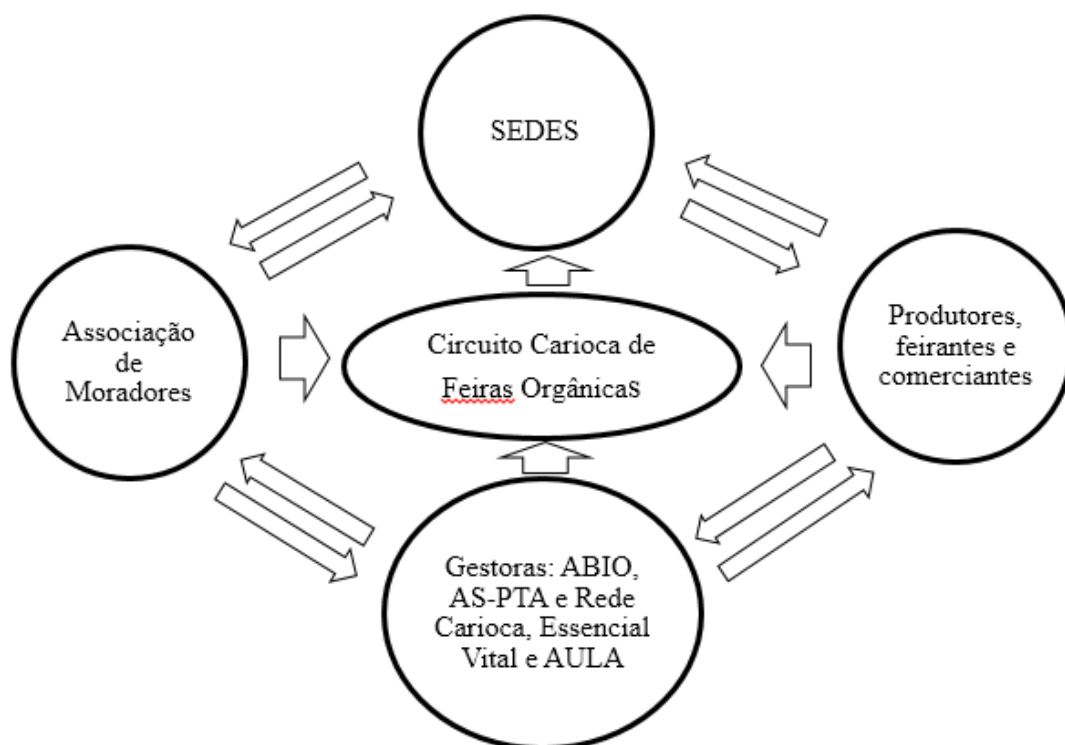 SEDES
Associação
de
Moradores
Circuito Carioca de
Feiras Orgânicas
Produtores,
feirantes e
comerciantes
Gestoras: ABIO,
AS-PTA e Rede
Carioca, Essencial
Vital e AULA